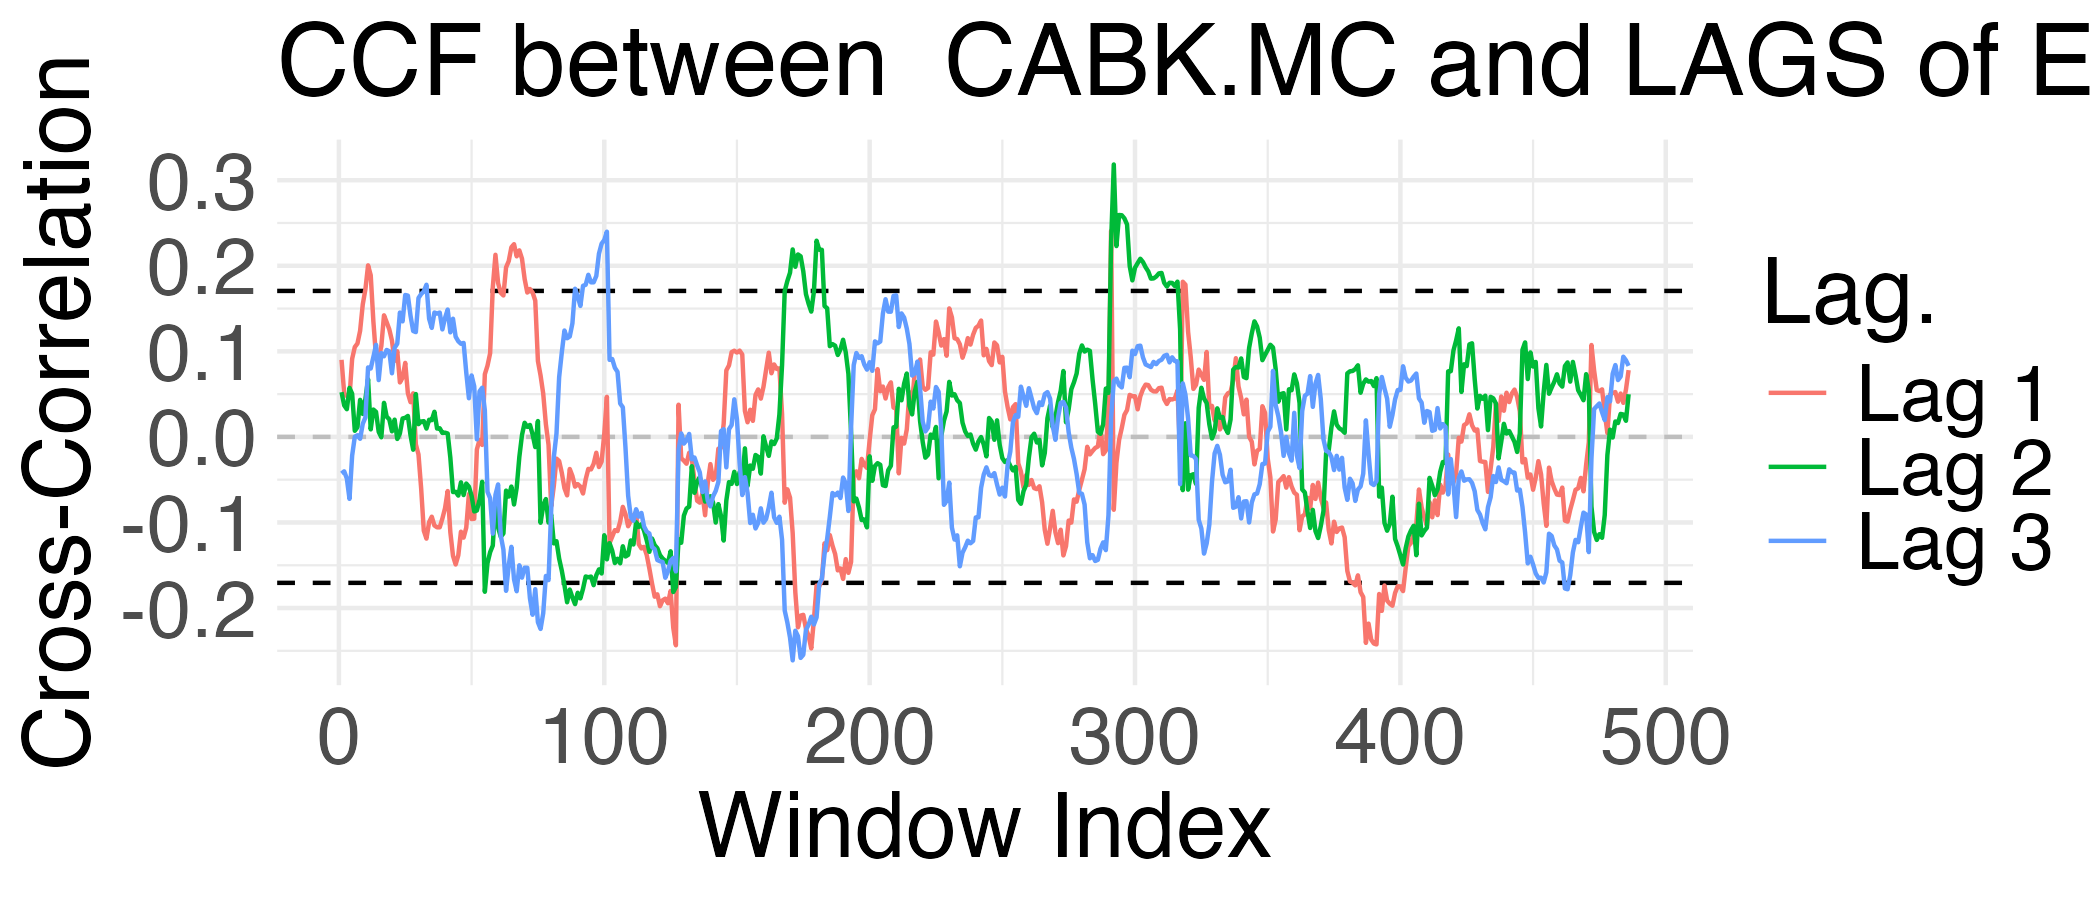 CCF between  CABK.MC and LAGS of E
Cross-Correlation
0.3
0.2
0.1
0.0
-0.1
-0.2
0 100 200 300 400 500
Window Index
Lag.
Lag 1
Lag 2
Lag 3